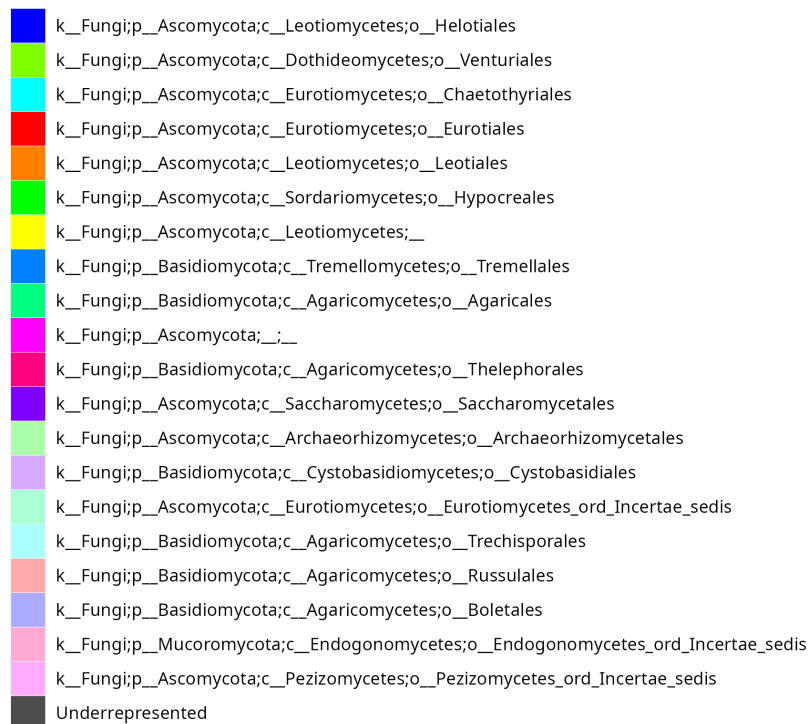 k__Fungi;p__Ascomycota;c__Leotiomycetes;o__Helotiales
k__Fungi;p__Ascomycota;c__Dothideomycetes;o__Venturiales
k__Fungi;p__Ascomycota;c__Eurotiomycetes;o__Chaetothyriales
k__Fungi;p__Ascomycota;c__Eurotiomycetes;o__Eurotiales
k__Fungi;p__Ascomycota;c__Leotiomycetes;o__Leotiales
k__Fungi;p__Ascomycota;c__Sordariomycetes;o__Hypocreales
k__Fungi;p__Ascomycota;c__Leotiomycetes;__
k__Fungi;p__Basidiomycota;c__Tremellomycetes;o__Tremellales
k__Fungi;p__Basidiomycota;c__Agaricomycetes;o__Agaricales
k__Fungi;p__Ascomycota;__;__
k__Fungi;p__Basidiomycota;c__Agaricomycetes;o__Thelephorales
k__Fungi;p__Ascomycota;c__Saccharomycetes;o__Saccharomycetales
k__Fungi;p__Ascomycota;c__Archaeorhizomycetes;o__Archaeorhizomycetales
k__Fungi;p__Basidiomycota;c__Cystobasidiomycetes;o__Cystobasidiales
k__Fungi;p__Ascomycota;c__Eurotiomycetes;o__Eurotiomycetes_ord_Incertae_sedis
k__Fungi;p__Basidiomycota;c__Agaricomycetes;o__Trechisporales
k__Fungi;p__Basidiomycota;c__Agaricomycetes;o__Russulales
k__Fungi;p__Basidiomycota;c__Agaricomycetes;o__Boletales
k__Fungi;p__Mucoromycota;c__Endogonomycetes;o__Endogonomycetes_ord_Incertae_sedis
k__Fungi;p__Ascomycota;c__Pezizomycetes;o__Pezizomycetes_ord_Incertae_sedis
Underrepresented